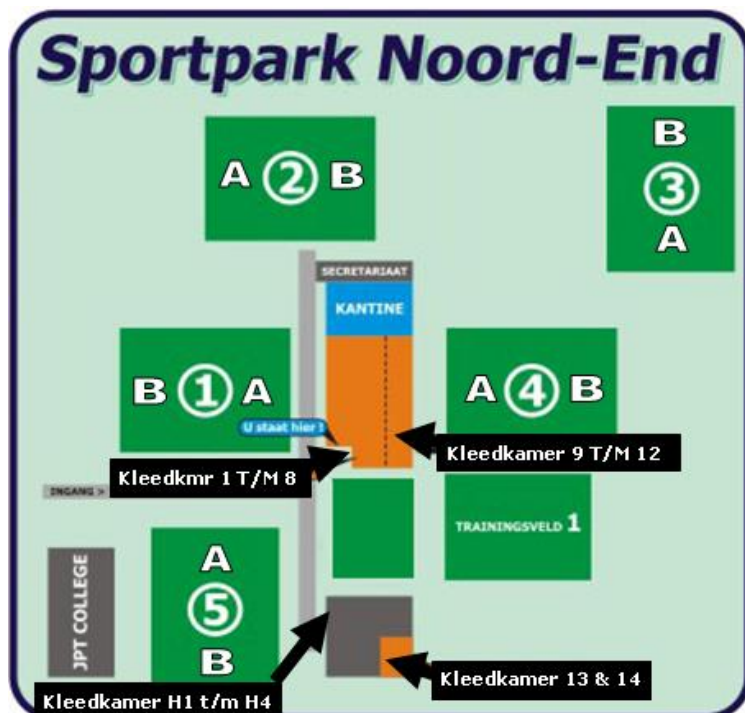 Sportpark Noord-End
B
A 2 B
3
A
SECRETARIAAT
KANTINE
B 1 A
A 4 B
U staat hier !
Kleedkamer 9 T/M 12
Kleedkmr 1 T/M 8
INGANG >
TRAININGSVELD 1
JPT COLLEGE
A
5
B
Kleedkamer 13 & 14
Kleedkamer H1 t/m H4